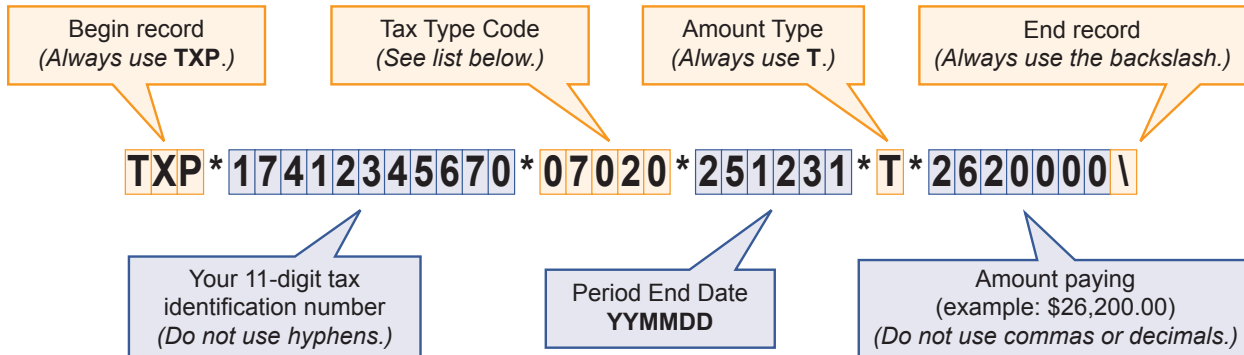 Begin record
(Always use TXP.)
Tax Type Code
(See list below.)
Amount Type
(Always use T.)
End record
(Always use the backslash.)
TXP*17412345670*07020*251231*T*2620000\
Your 11-digit tax
identification number
(Do not use hyphens.)
Period End Date
YYMMDD
Amount paying
(example: $26,200.00)
(Do not use commas or decimals.)